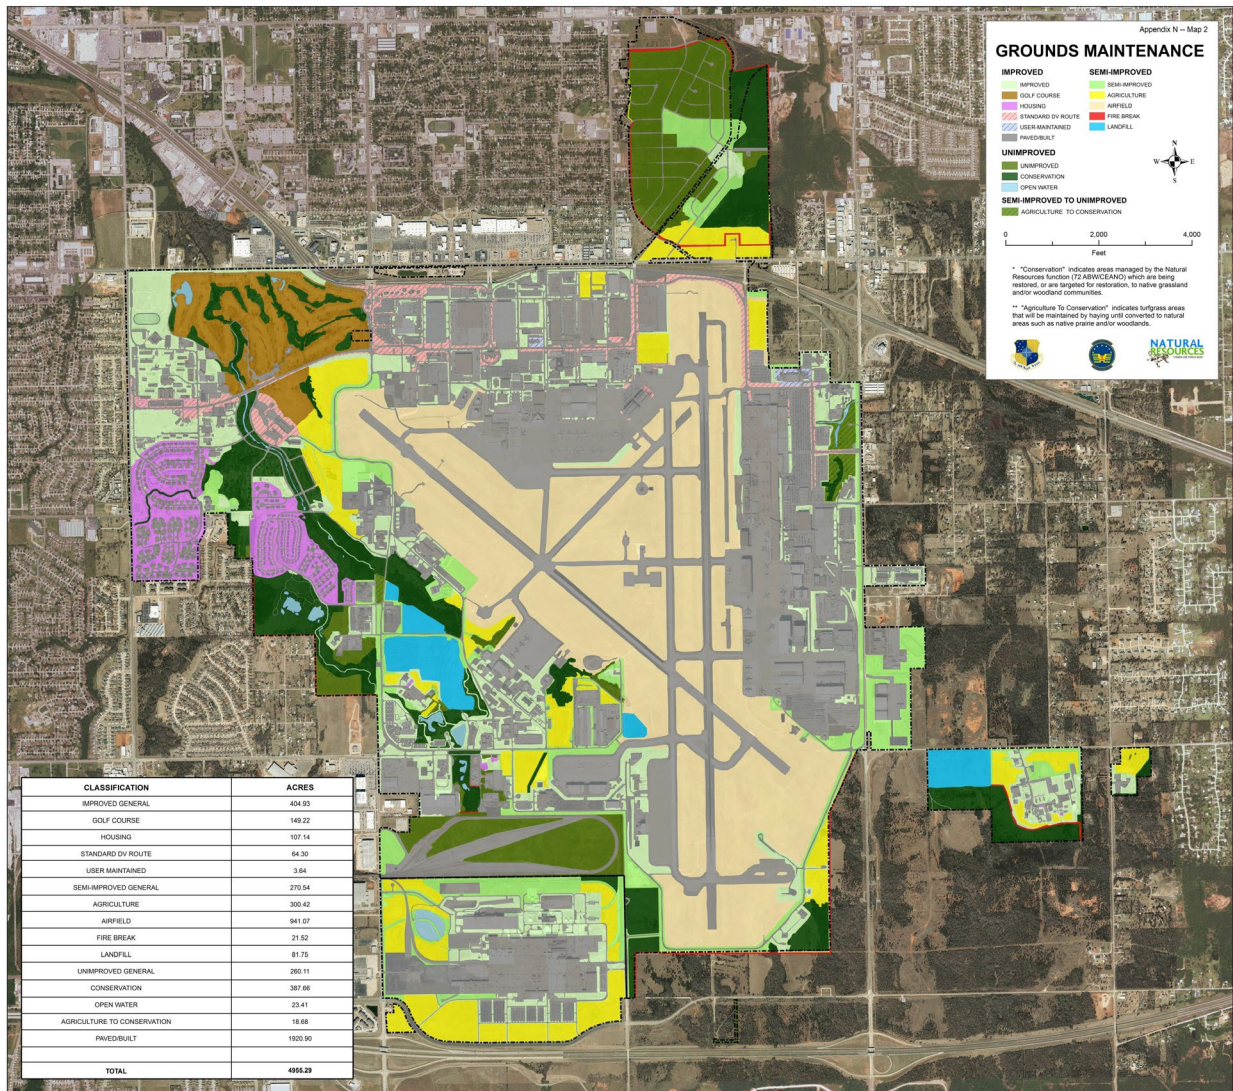 Appendix N -- Map 2
GROUNDS MAINTENANCE
IMPROVED
IMPROVED
GOLF COURSE
HOUSING
STANDARD DV ROUTE
USER-MAINTAINED
PAVED/BUILT
SEMI-IMPROVED
SEMI-IMPROVED
AGRICULTURE
AIRFIELD
FIRE BREAK
LANDFILL
UNIMPROVED
UNIMPROVED
CONSERVATION
OPEN WATER
SEMI-IMPROVED TO UNIMPROVED
AGRICULTURE TO CONSERVATION
N
W E
S
0 2,000 4,000
Feet
* "Conservation" indicates areas managed by the Natural
Resources function (72 ABW/CEANO) which are being
restored, or are targeted for restoration, to native grassland
and/or woodland communities.
** "Agriculture To Conservation" indicates turfgrass areas
that will be maintained by haying until converted to natural
areas such as native prairie and/or woodlands.
NATURAL
RESOURCES
CLASSIFICATION ACRES
IMPROVED GENERAL 404.93
GOLF COURSE 149.22
HOUSING 107.14
STANDARD DV ROUTE 64.30
USER MAINTAINED 3.64
SEMI-IMPROVED GENERAL 270.54
AGRICULTURE 300.42
AIRFIELD 941.07
FIRE BREAK 21.52
LANDFILL 81.75
UNIMPROVED GENERAL 260.11
CONSERVATION 387.66
OPEN WATER 23.41
AGRICULTURE TO CONSERVATION 18.68
PAVED/BUILT 1920.90
TOTAL 4955.29